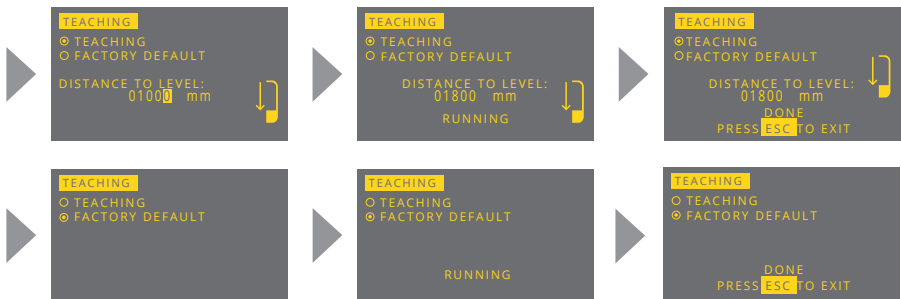 TEACHING
TEACHING
FACTORY DEFAULT
DISTANCE TO LEVEL:
01000 mm
TEACHING
TEACHING
FACTORY DEFAULT
DISTANCE TO LEVEL:
01800 mm
RUNNING
TEACHING
TEACHING
FACTORY DEFAULT
DISTANCE TO LEVEL:
01800 mm
DONE
PRESS ESC TO EXIT
TEACHING
TEACHING
FACTORY DEFAULT
TEACHING
TEACHING
FACTORY DEFAULT
RUNNING
TEACHING
TEACHING
FACTORY DEFAULT
DONE
PRESS ESC TO EXIT